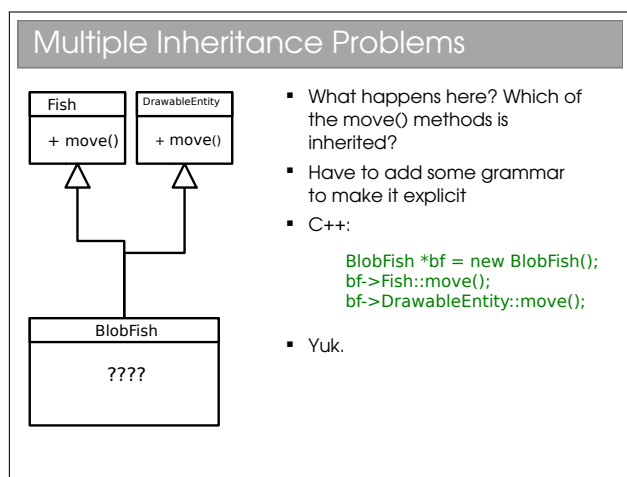 Multiple Inheritance Problems
Fish
+ move()
DrawableEntity
+ move()
BlobFish
????
▪ What happens here? Which of
the move() methods is
inherited?
▪ Have to add some grammar
to make it explicit
▪ C++:
BlobFish *bf = new BlobFish();
bf->Fish::move();
bf->DrawableEntity::move();
▪ Yuk.